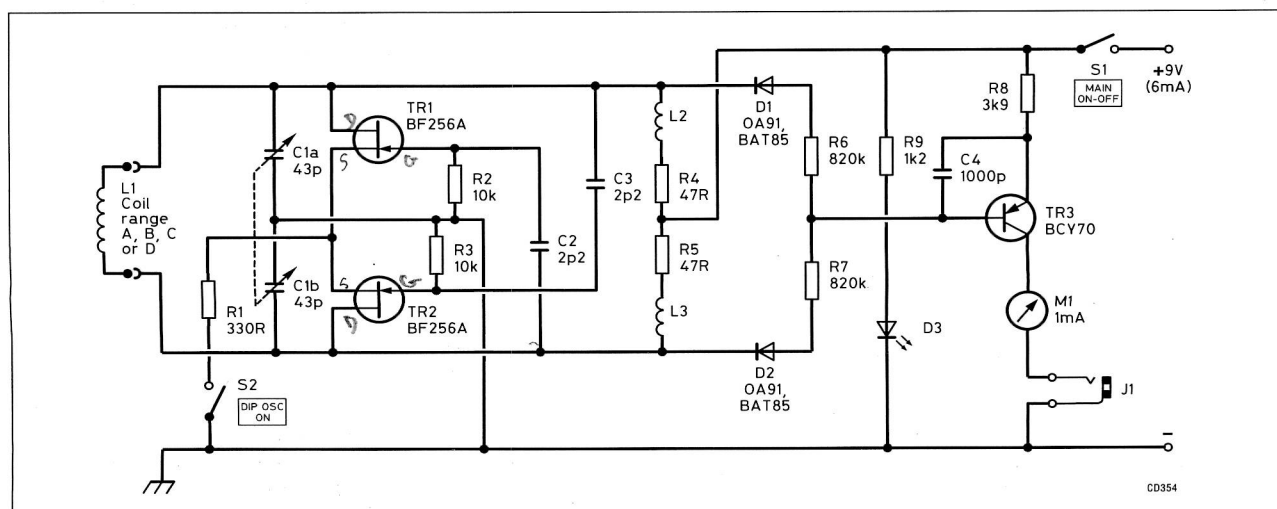 L1
Coil
range
A, B, C
or D
C1a
43p
C1b
43p
R1
330R
S2
DIP OSC
ON
D
TR1
BF256A
S
G
R2
10k
R3
10k
S
G
D
TR2
BF256A
C3
2p2
C2
2p2
L2
R4
47R
R5
47R
L3
D1
OA91,
BAT85
D2
OA91,
BAT85
R6
820k
R7
820k
R9
1k2
D3
C4
1000p
R8
3k9
S1
MAIN
ON-OFF
+9V
(6mA)
TR3
BCY70
M1
1mA
J1
−
CD354